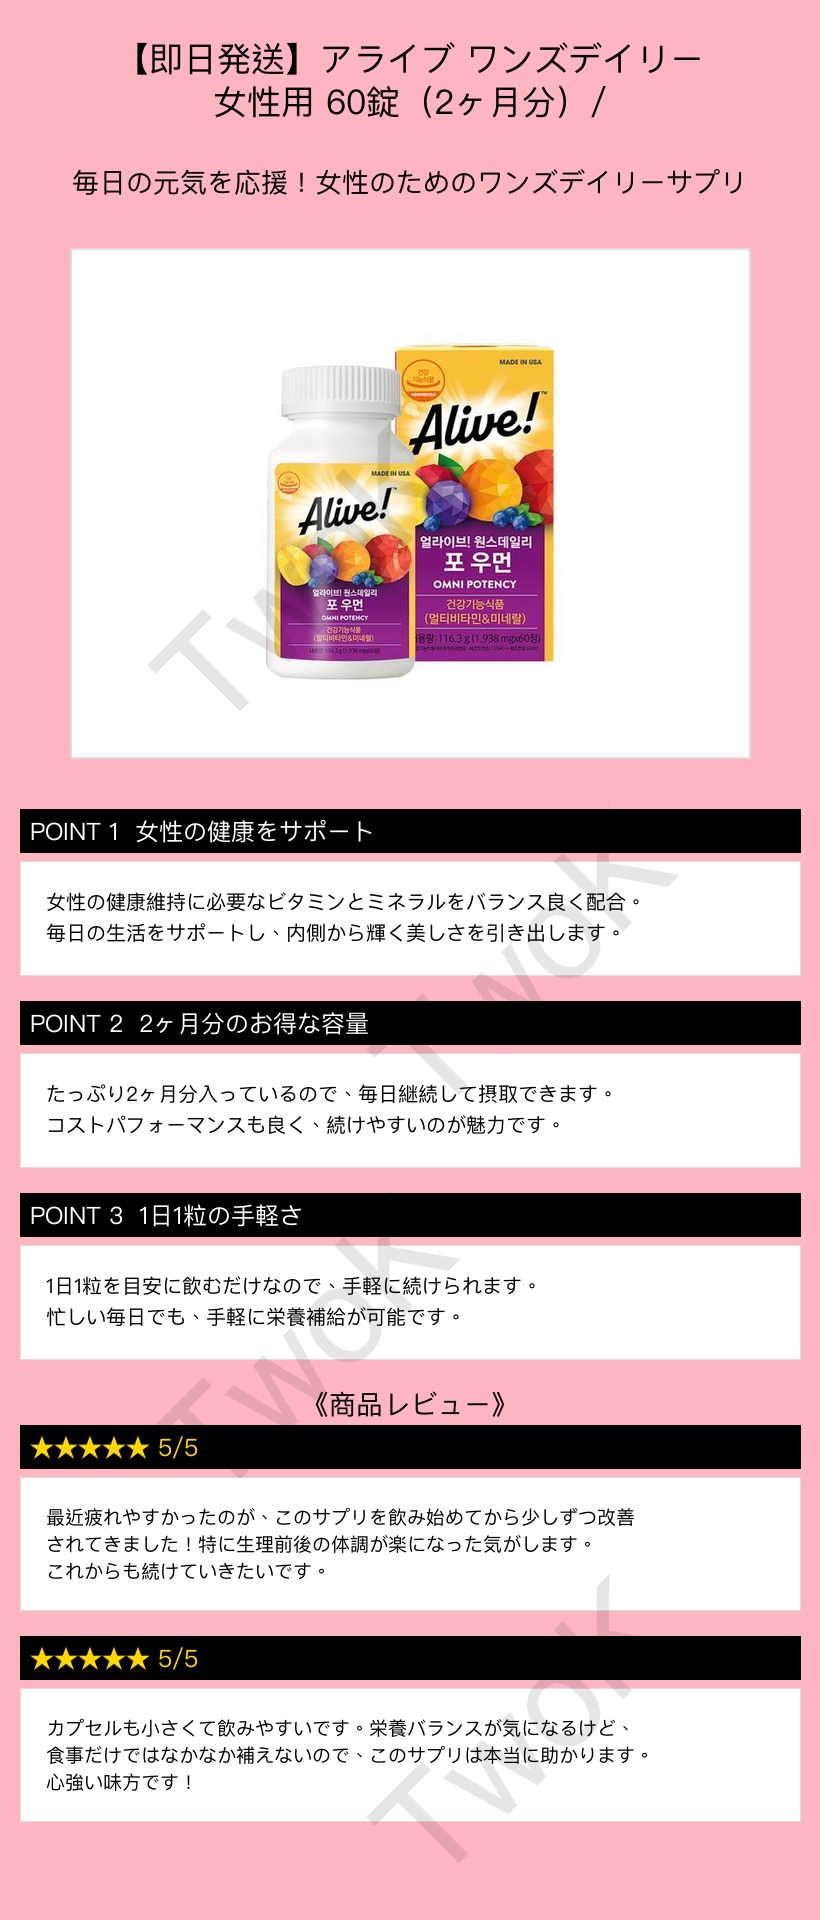 【即日発送】アライブ ワンズデイリー
女性用 60錠（2ヶ月分）/
毎日の元気を応援！女性のためのワンズデイリーサプリ
MADE IN USA
건강
기능식품
Alive!™
얼라이브! 원스데일리
포 우먼
OMNI POTENCY
건강기능식품
(멀티비타민&미네랄)
용량: 116.3 g (1,938 mgx60정)
MADE IN USA
Alive!™
얼라이브! 원스데일리
포 우먼
OMNI POTENCY
건강기능식품
(멀티비타민&미네랄)
내용량: 116.3 g (1,938 mgx60정)
Twok
POINT 1 女性の健康をサポート
女性の健康維持に必要なビタミンとミネラルをバランス良く配合。
毎日の生活をサポートし、内側から輝く美しさを引き出します。
Twok
POINT 2 2ヶ月分のお得な容量
たっぷり2ヶ月分入っているので、毎日継続して摂取できます。
コストパフォーマンスも良く、続けやすいのが魅力です。
POINT 3 1日1粒の手軽さ
1日1粒を目安に飲むだけなので、手軽に続けられます。
忙しい毎日でも、手軽に栄養補給が可能です。
Twok
《商品レビュー》
★★★★★ 5/5
最近疲れやすかったのが、このサプリを飲み始めてから少しずつ改善
されてきました！特に生理前後の体調が楽になった気がします。
これからも続けていきたいです。
★★★★★ 5/5
カプセルも小さくて飲みやすいです。栄養バランスが気になるけど、
食事だけではなかなか補えないので、このサプリは本当に助かります。
心強い味方です！
Twok